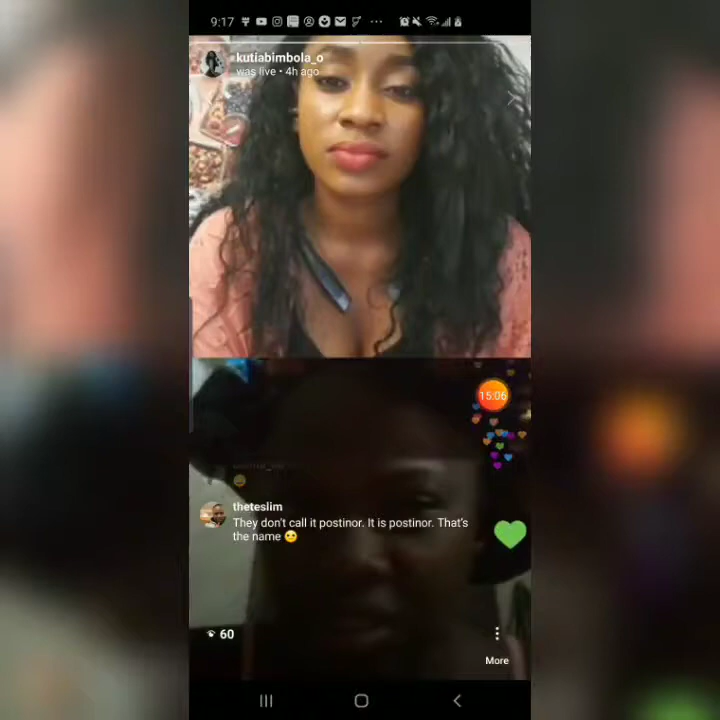 9:17
kutiabimbola_o
was live • 4h ago
15:06
theteslim
They don't call it postinor. It is postinor. That's
the name 😐
60
More